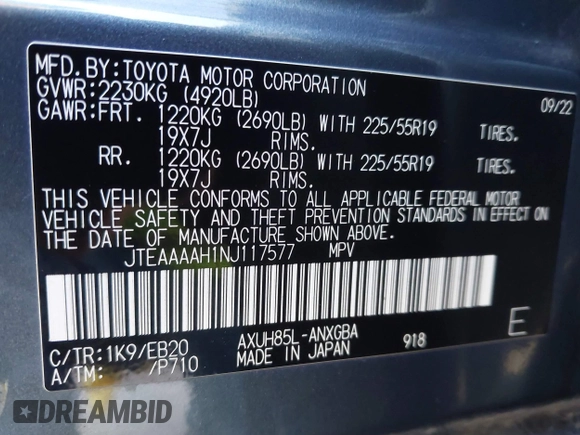 MFD.BY:TOYOTA MOTOR CORPORATION 09/22
GVWR:2230KG (4920LB)
GAWR:FRT. 1220KG (2690LB) WITH 225/55R19 TIRES.
19X7J RIMS.
RR. 1220KG (2690LB) WITH 225/55R19 TIRES.
19X7J RIMS.
THIS VEHICLE CONFORMS TO ALL APPLICABLE FEDERAL MOTOR
VEHICLE SAFETY AND THEFT PREVENTION STANDARDS IN EFFECT ON
THE DATE OF MANUFACTURE SHOWN ABOVE.
JTEAAAAH1NJ117577 MPV
C/TR:1K9/EB20 AXUH85L-ANXGBA 918 E
A/TM: /P710 MADE IN JAPAN
DREAMBID